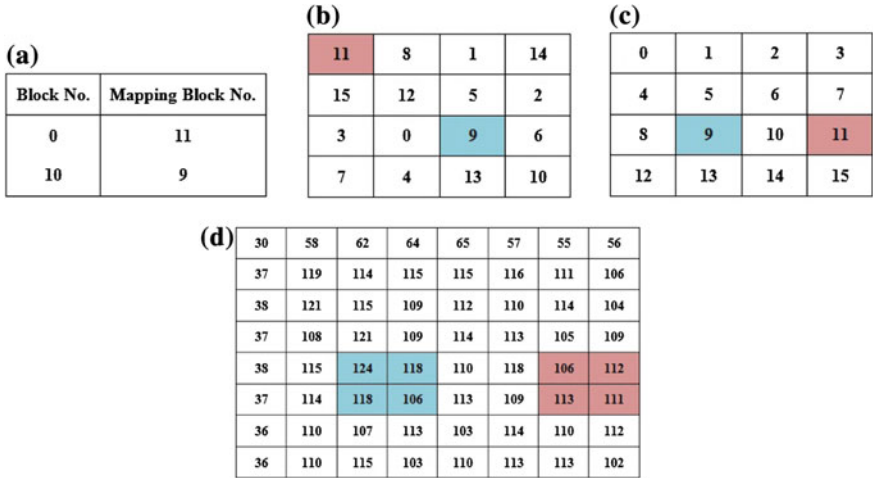 (a)
Block No. Mapping Block No.
0 11
10 9
(b)
11 8 1 14
15 12 5 2
3 0 9 6
7 4 13 10
(c)
0 1 2 3
4 5 6 7
8 9 10 11
12 13 14 15
(d)
30 58 62 64 65 57 55 56
37 119 114 115 115 116 111 106
38 121 115 109 112 110 114 104
37 108 121 109 114 113 105 109
38 115 124 118 110 118 106 112
37 114 118 106 113 109 113 111
36 110 107 113 103 114 110 112
36 110 115 103 110 113 113 102